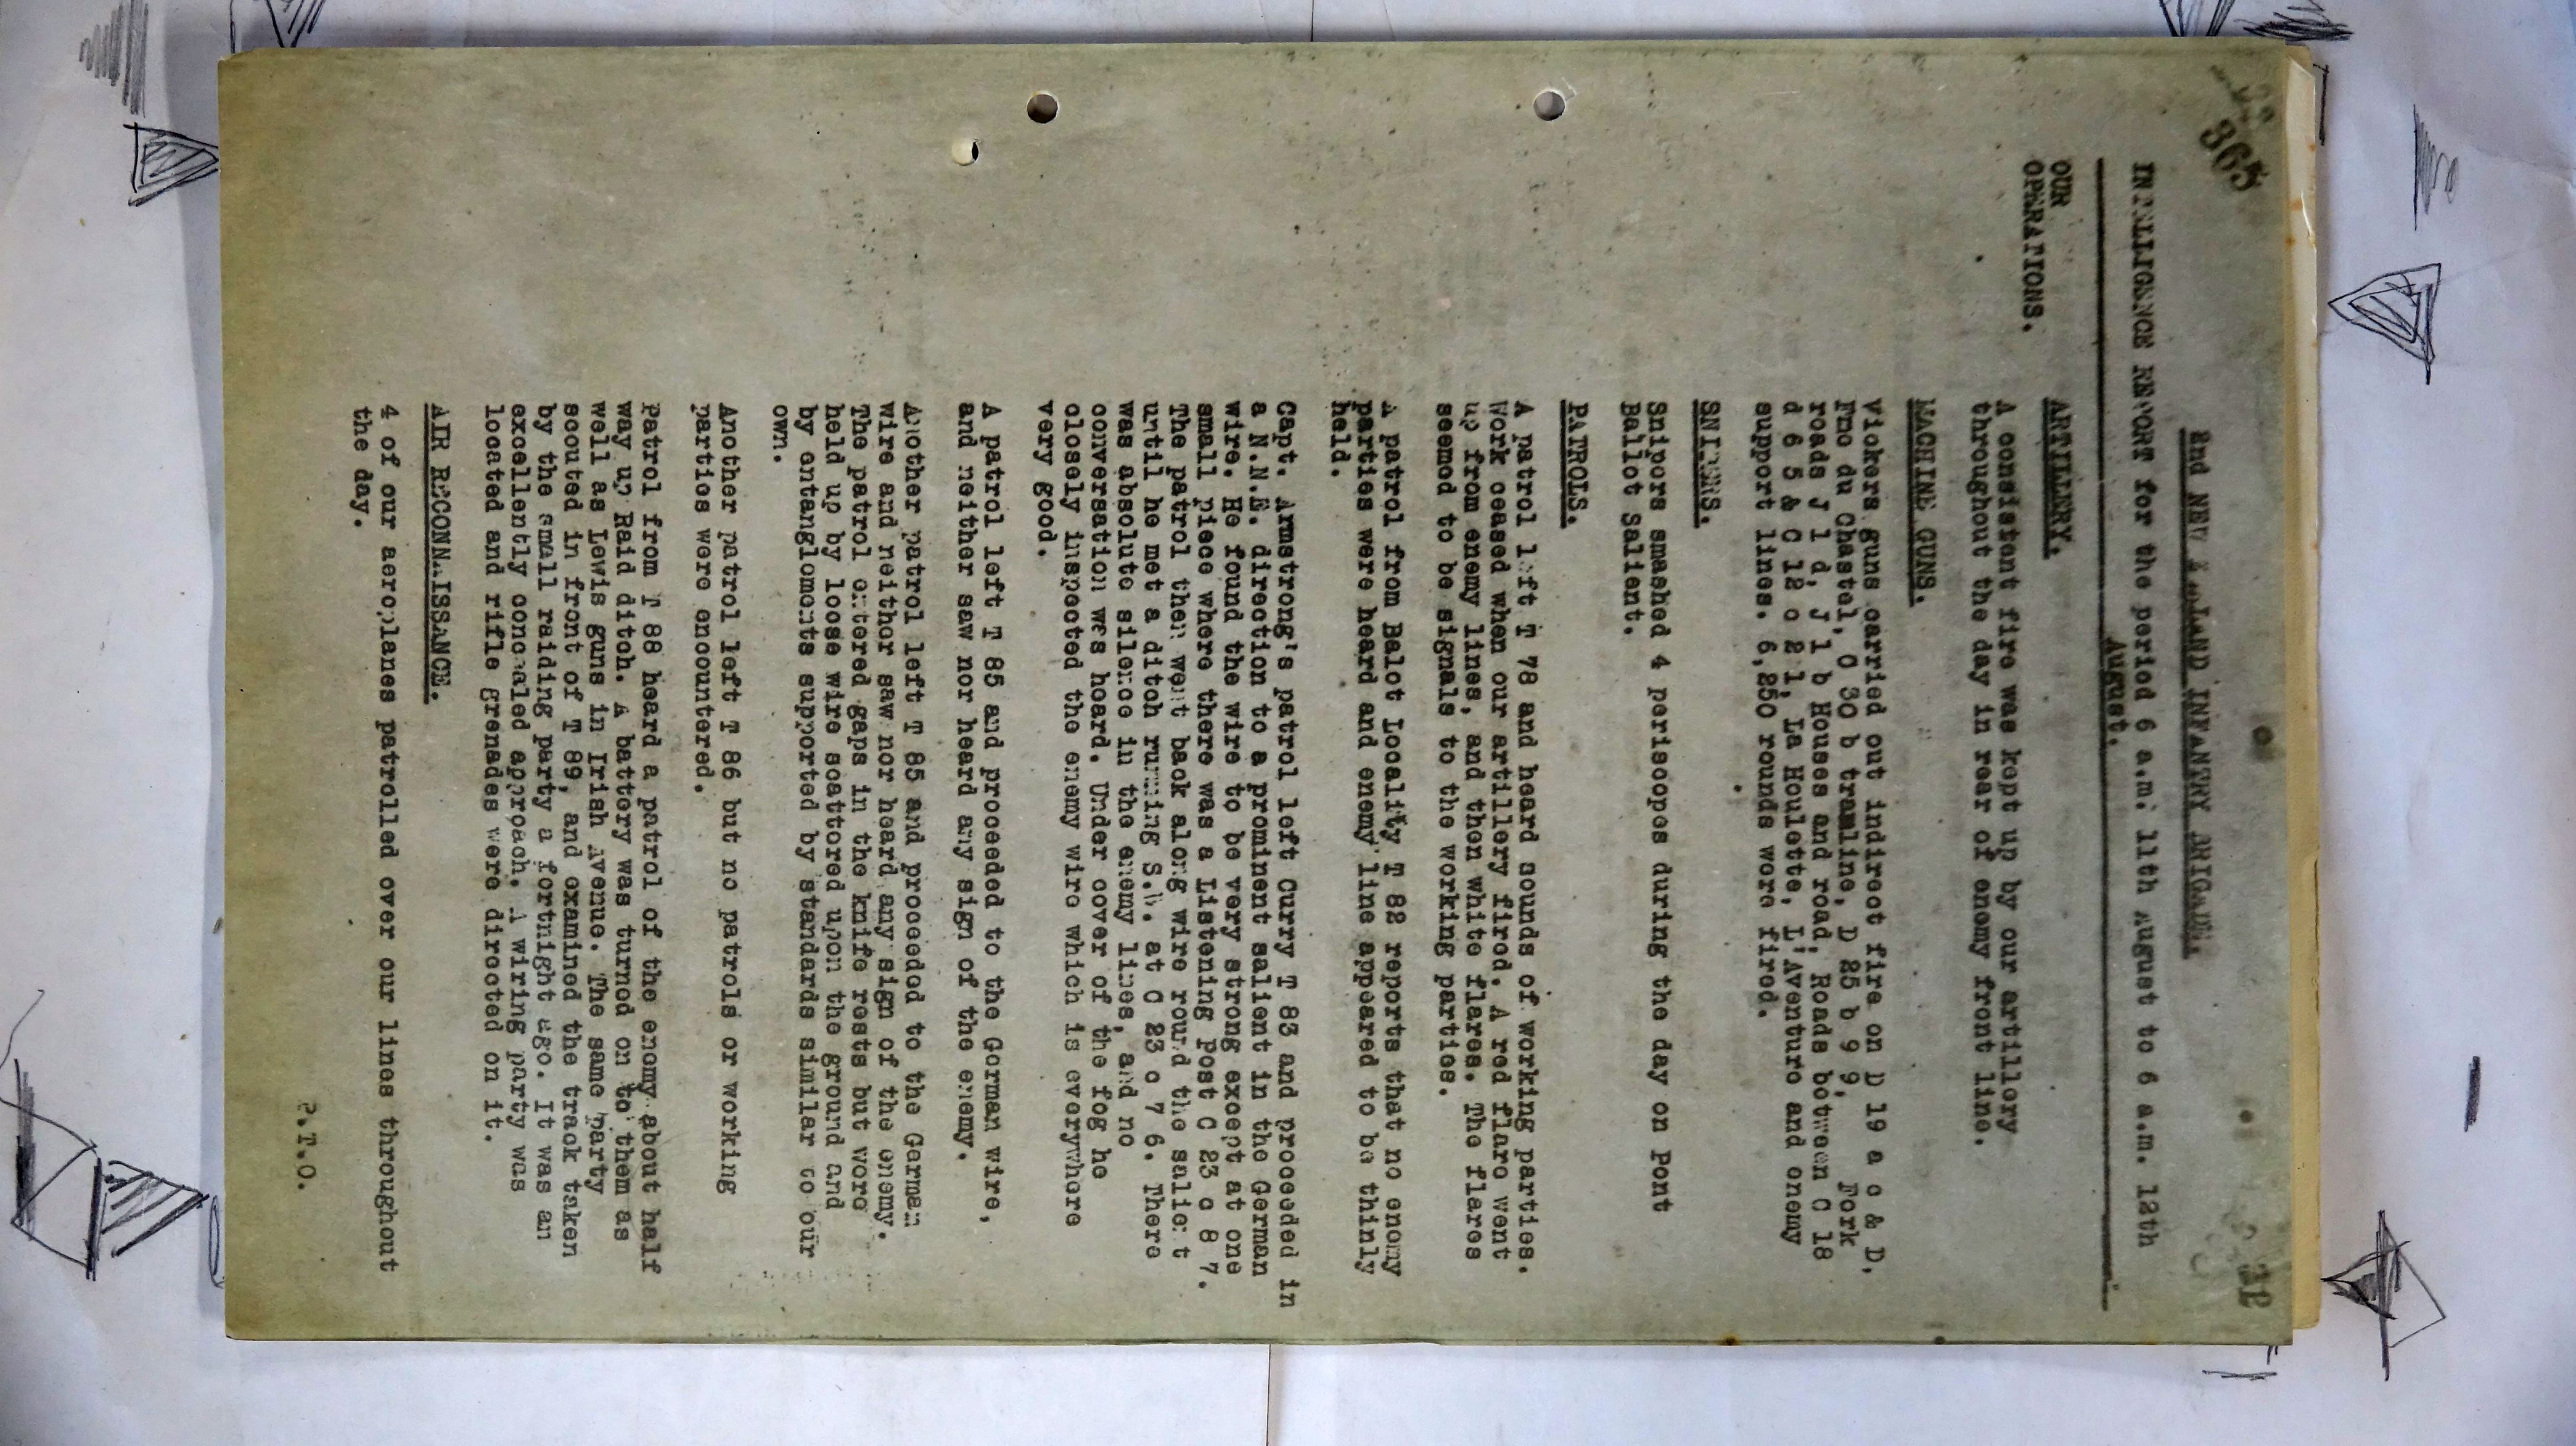 365
2nd NEW ZEALAND INFANTRY BRIGADE.
INTELLIGENCE REPORT for the period 6 a.m. 11th August to 6 a.m. 12th
August.
OUR
OPERATIONS.
ARTILLERY.
A consistent fire was kept up by our artillery
throughout the day in rear of enemy front line.
MACHINE GUNS.
Vickers guns carried out indirect fire on D 19 a c & D,
Fme du Chastel, C 30 b tramline, D 25 b 9 9, Fork
roads J 1 d, J 1 b Houses and road, Roads between C 18
d 6 5 & C 12 c 2 1, La Houlette, L'Aventure and enemy
support lines. 6,250 rounds were fired.
SNIPERS.
Snipers smashed 4 periscopes during the day on Pont
Ballot Salient.
PATROLS.
A patrol left T 78 and heard sounds of working parties.
Work ceased when our artillery fired. A red flare went
up from enemy lines, and then white flares. The flares
seemed to be signals to the working parties.
A patrol from Balot Locality T 82 reports that no enemy
parties were heard and enemy line appeared to be thinly
held.
Capt. Armstrong's patrol left Curry T 83 and proceeded in
a N.N.E. direction to a prominent salient in the German
wire. He found the wire to be very strong except at one
small piece where there was a Listening Post C 23 c 8 7.
The patrol then went back along wire round the salient
until he met a ditch running S.W. at C 23 c 7 6. There
was absolute silence in the enemy lines, and no
conversation was heard. Under cover of the fog he
closely inspected the enemy wire which is everywhere
very good.
A patrol left T 85 and proceeded to the German wire,
and neither saw nor heard any sign of the enemy.
Another patrol left T 85 and proceeded to the German
wire and neither saw nor heard any sign of the enemy.
The patrol entered gaps in the knife rests but were
held up by loose wire scattered upon the ground and
by entanglements supported by standards similar to our
own.
Another patrol left T 86 but no patrols or working
parties were encountered.
Patrol from T 88 heard a patrol of the enemy about half
way up Raid ditch. A battery was turned on to them as
well as Lewis guns in Irish Avenue. The same party
scouted in front of T 89, and examined the track taken
by the small raiding party a fortnight ago. It was an
excellently concealed approach. A wiring party was
located and rifle grenades were directed on it.
AIR RECONNAISSANCE.
4 of our aeroplanes patrolled over our lines throughout
the day.
P.T.O.